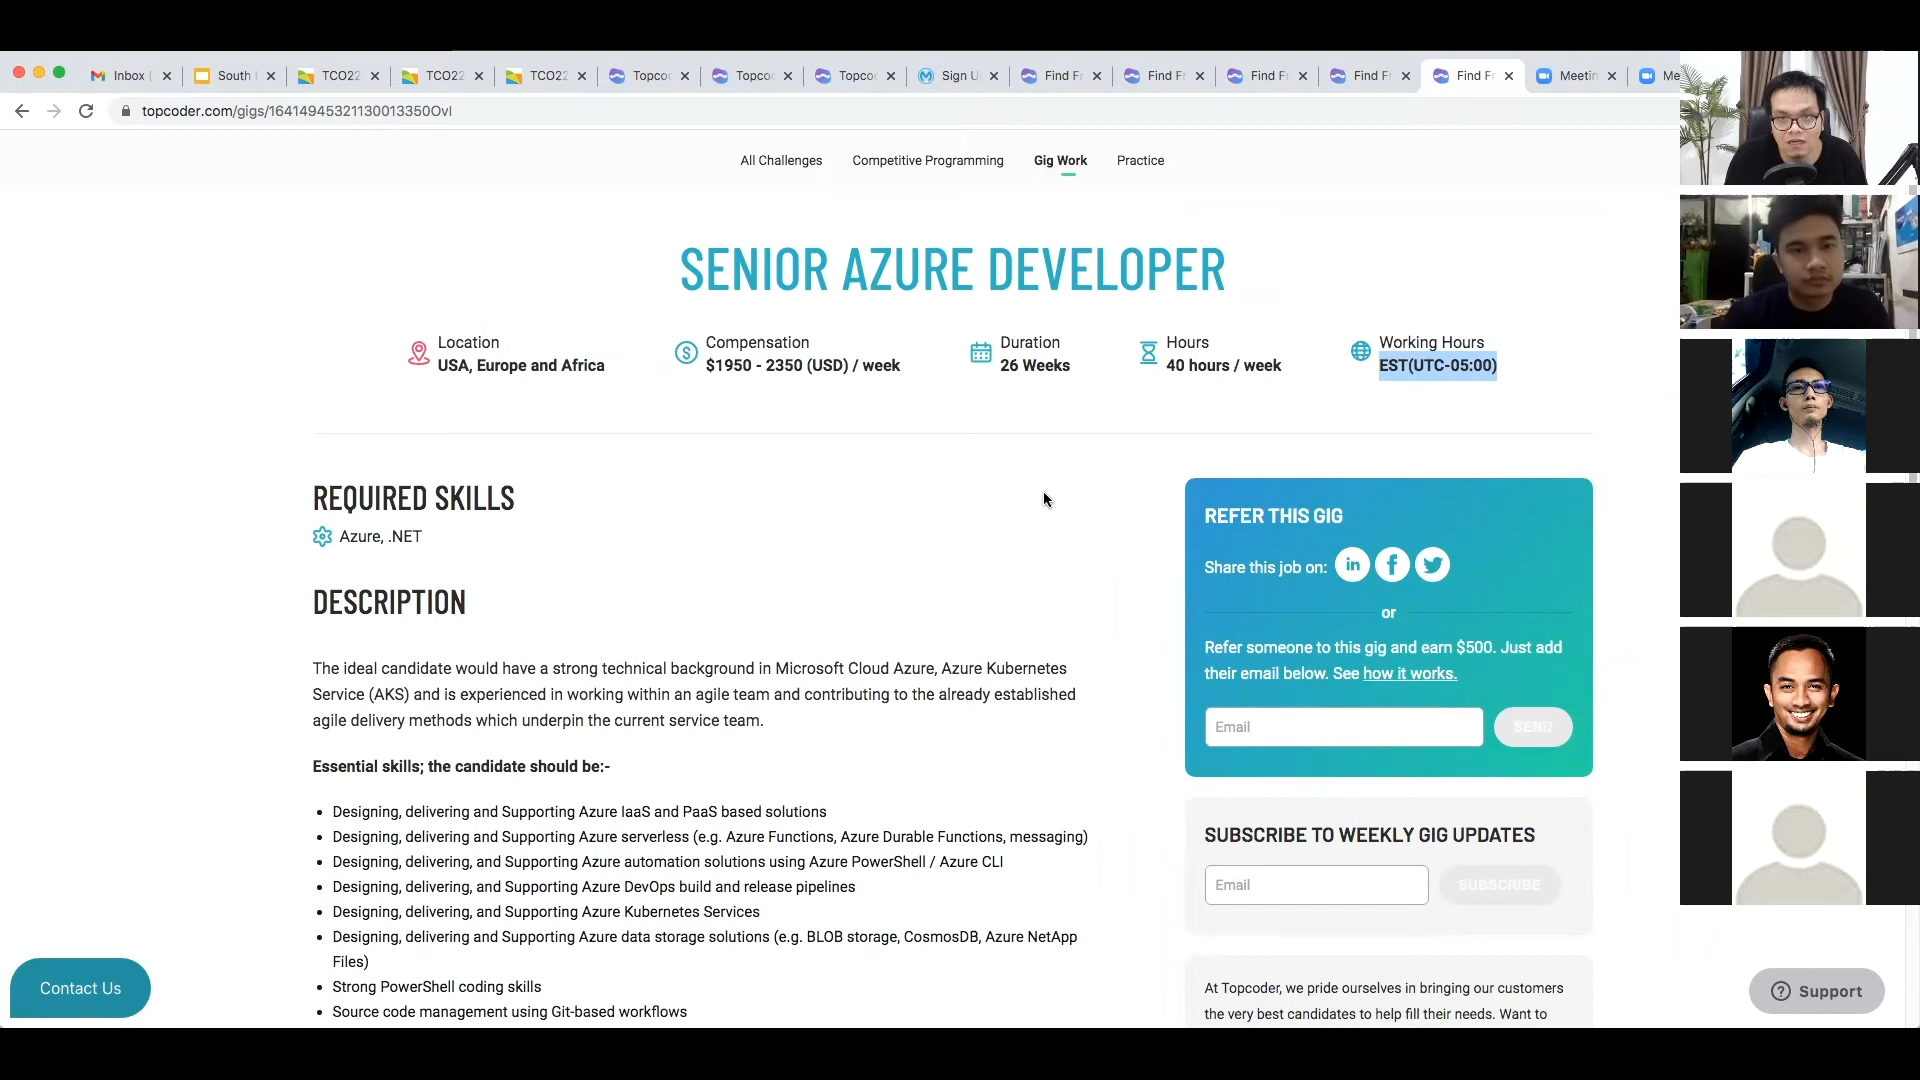 Inbox (
South
TCO22
TCO22
TCO22
Topco
Topco
Topco
Sign U
Find Fr
Find Fr
Find Fr
Find Fr
Find Fr
Meetin
Me
topcoder.com/gigs/16414945321130013350Ovl
All Challenges
Competitive Programming
Gig Work
Practice
SENIOR AZURE DEVELOPER
Location
USA, Europe and Africa
Compensation
$1950 - 2350 (USD) / week
Duration
26 Weeks
Hours
40 hours / week
Working Hours
EST(UTC-05:00)
REQUIRED SKILLS
Azure, .NET
DESCRIPTION
The ideal candidate would have a strong technical background in Microsoft Cloud Azure, Azure Kubernetes
Service (AKS) and is experienced in working within an agile team and contributing to the already established
agile delivery methods which underpin the current service team.
Essential skills; the candidate should be:-
• Designing, delivering and Supporting Azure IaaS and PaaS based solutions
• Designing, delivering and Supporting Azure serverless (e.g. Azure Functions, Azure Durable Functions, messaging)
• Designing, delivering, and Supporting Azure automation solutions using Azure PowerShell / Azure CLI
• Designing, delivering, and Supporting Azure DevOps build and release pipelines
• Designing, delivering, and Supporting Azure Kubernetes Services
• Designing, delivering and Supporting Azure data storage solutions (e.g. BLOB storage, CosmosDB, Azure NetApp
Files)
• Strong PowerShell coding skills
• Source code management using Git-based workflows
REFER THIS GIG
Share this job on:
or
Refer someone to this gig and earn $500. Just add
their email below. See how it works.
Email
SEND
SUBSCRIBE TO WEEKLY GIG UPDATES
Email
SUBSCRIBE
At Topcoder, we pride ourselves in bringing our customers
the very best candidates to help fill their needs. Want to
Contact Us
Support